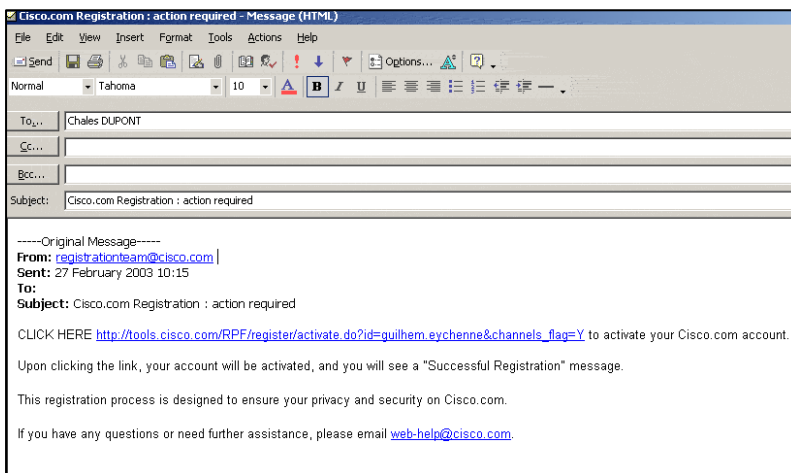 Cisco.com Registration : action required - Message (HTML)
File Edit View Insert Format Tools Actions Help
Send Options...
Normal Tahoma 10 A B I U
To... Chales DUPONT
Cc...
Bcc...
Subject: Cisco.com Registration : action required
-----Original Message-----
From: registrationteam@cisco.com
Sent: 27 February 2003 10:15
To:
Subject: Cisco.com Registration : action required
CLICK HERE http://tools.cisco.com/RPF/register/activate.do?id=guilhem.eychenne&channels_flag=Y to activate your Cisco.com account.
Upon clicking the link, your account will be activated, and you will see a "Successful Registration" message.
This registration process is designed to ensure your privacy and security on Cisco.com.
If you have any questions or need further assistance, please email web-help@cisco.com.